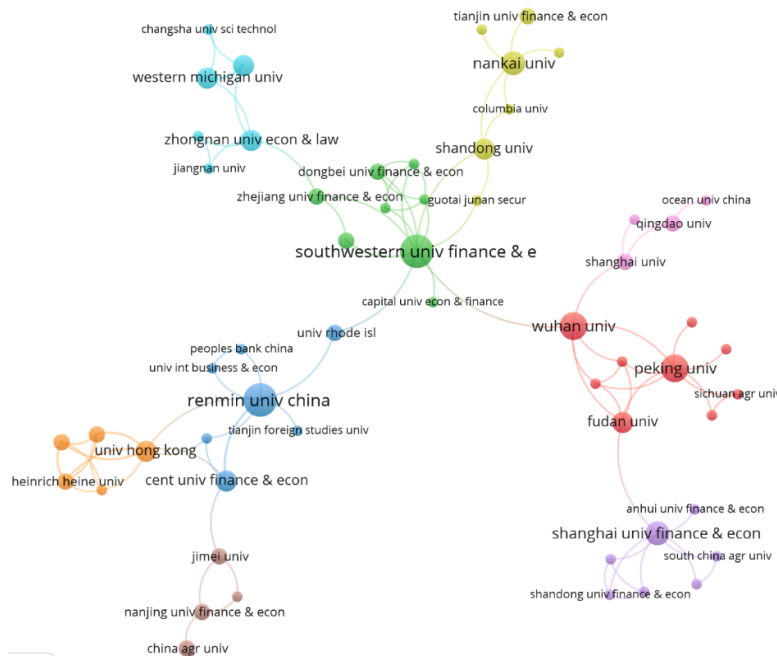 tianjin univ finance & econ
changsha univ sci technol
nankai univ
western michigan univ
columbia univ
zhongnan univ econ & law
shandong univ
jiangnan univ
dongbei univ finance & econ
zhejiang univ finance & econ
guotai junan secur
ocean univ china
qingdao univ
southwestern univ finance & e
shanghai univ
capital univ econ & finance
wuhan univ
univ rhode isl
peoples bank china
univ int business & econ
peking univ
sichuan agr univ
renmin univ china
fudan univ
tianjin foreign studies univ
univ hong kong
heinrich heine univ
cent univ finance & econ
anhui univ finance & econ
shanghai univ finance & econ
jimei univ
south china agr univ
shandong univ finance & econ
nanjing univ finance & econ
china agr univ